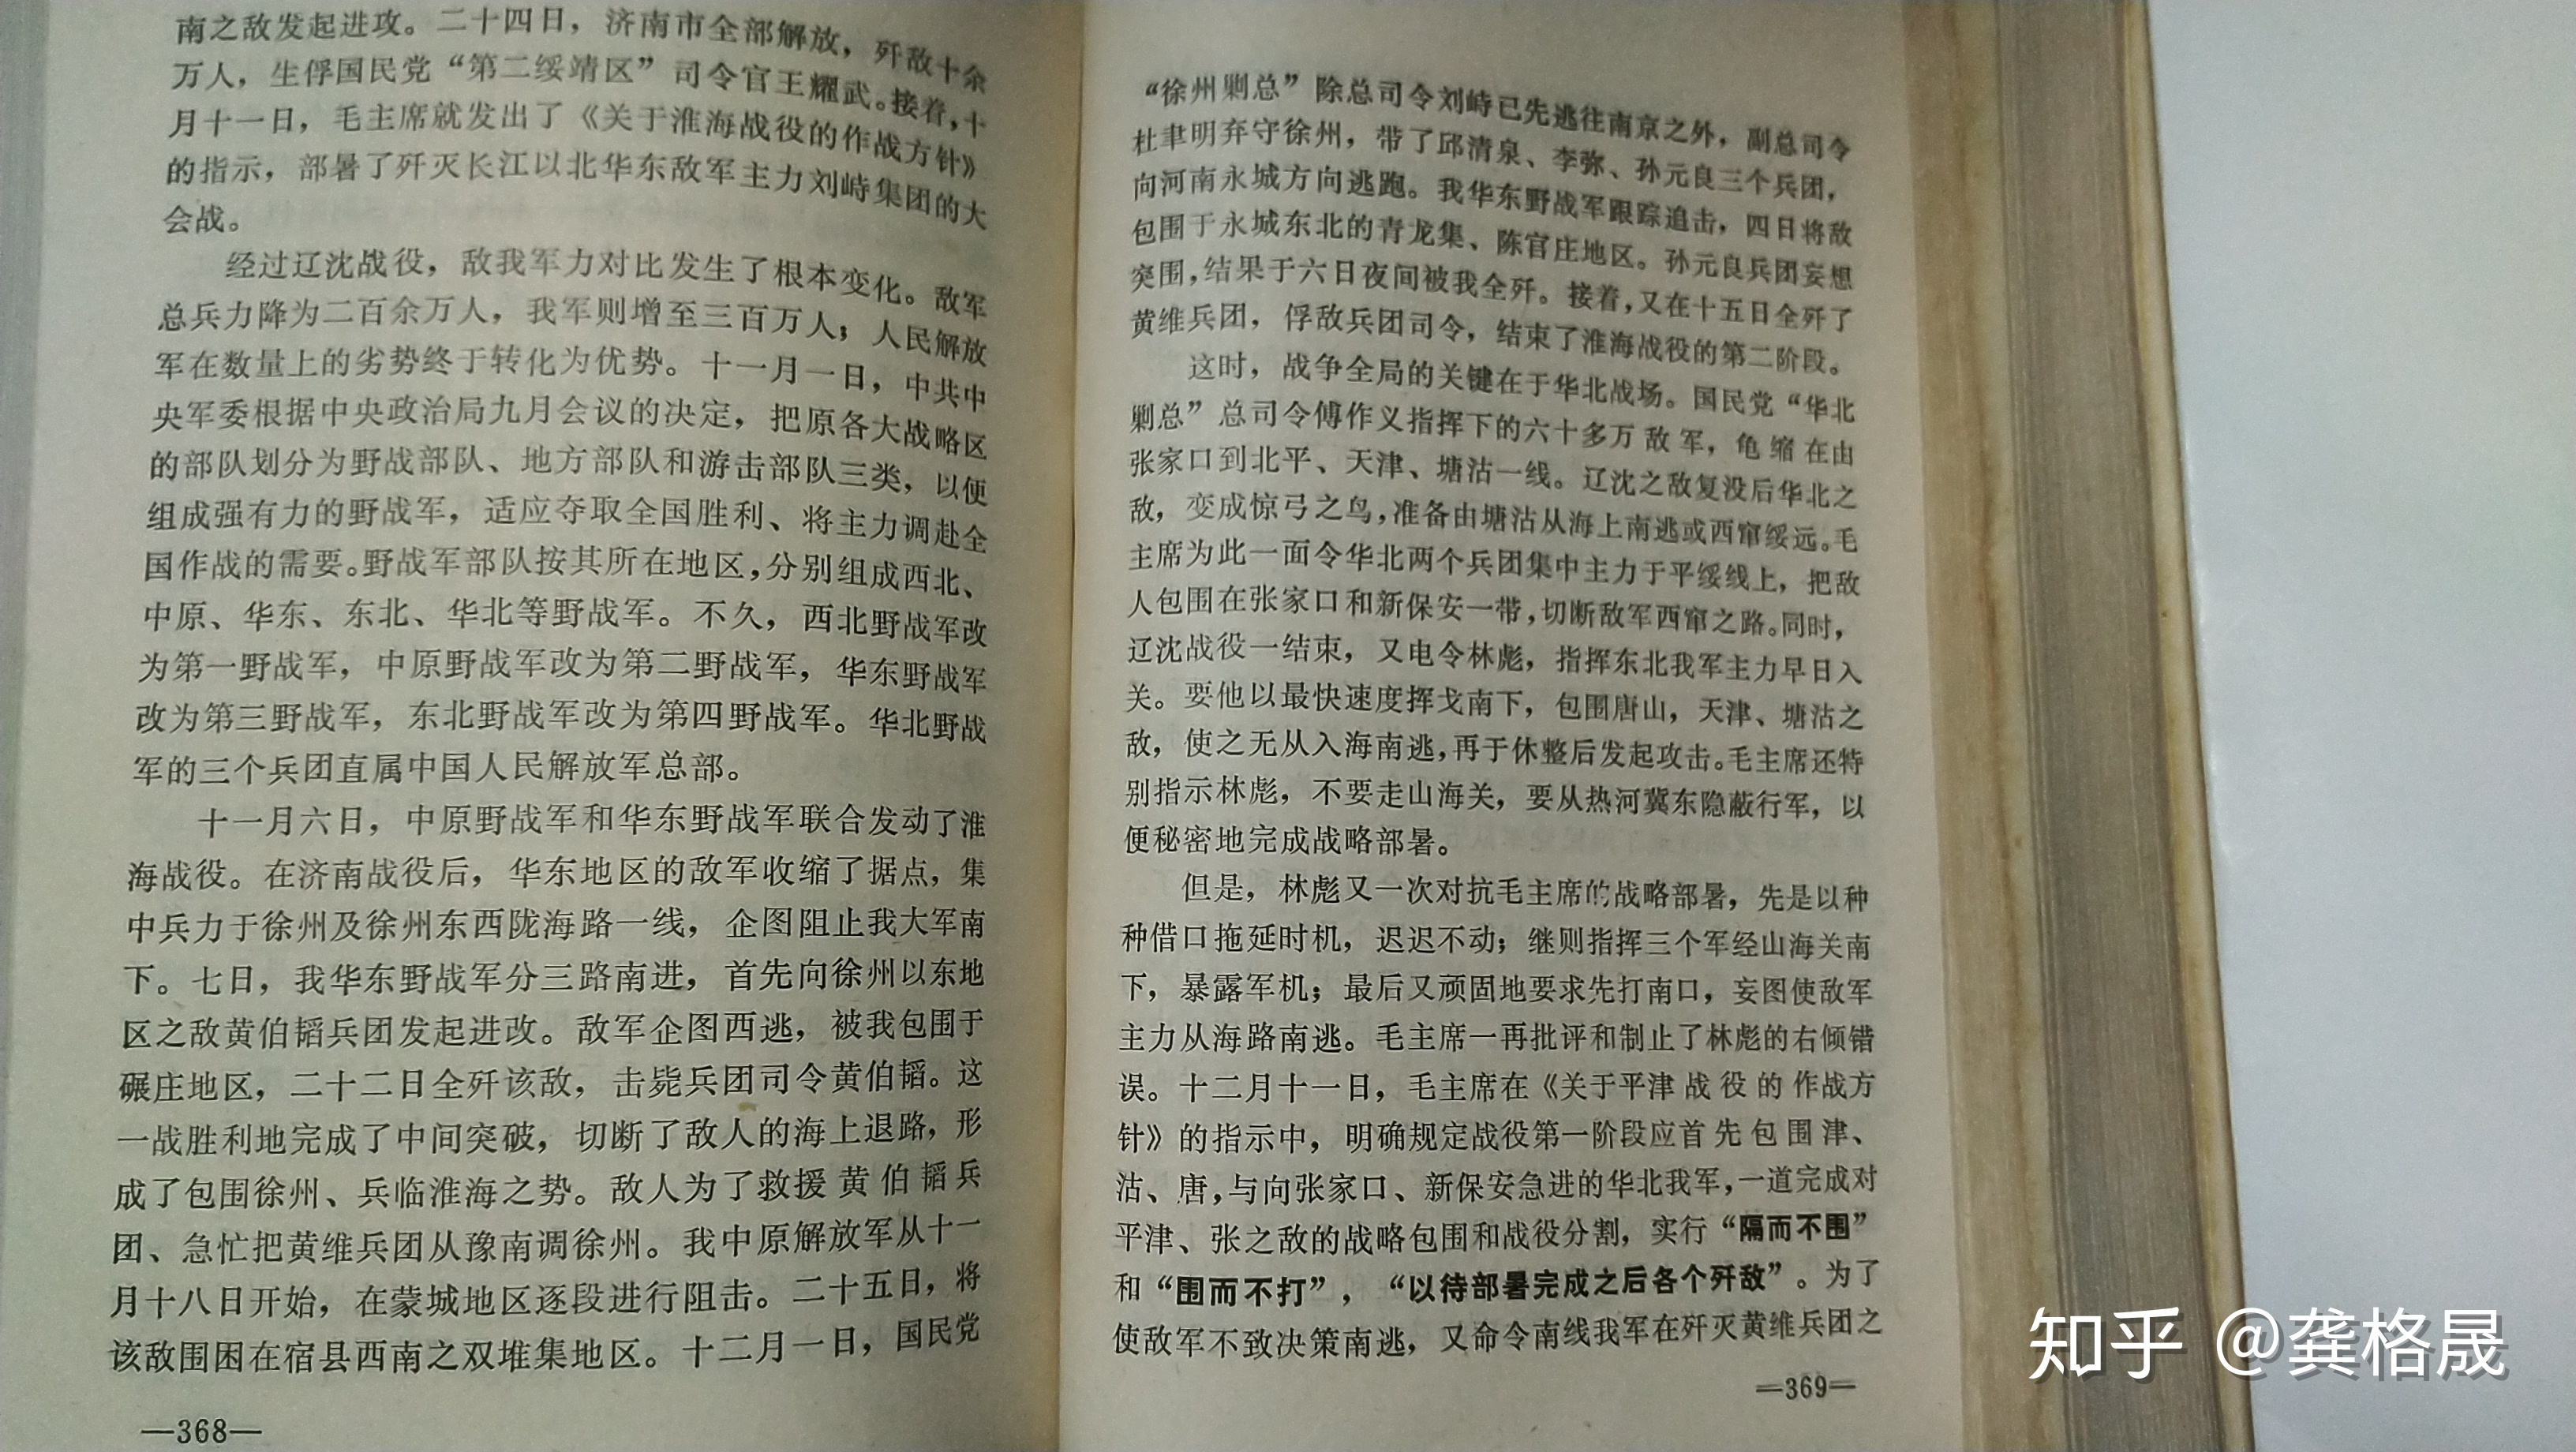 南之敌发起进攻。二十四日，济南市全部解放，歼敌十余
万人，生俘国民党“第二绥靖区”司令官王耀武。接着，十
月十一日，毛主席就发出了《关于淮海战役的作战方针》
的指示，部署了歼灭长江以北华东敌军主力刘峙集团的大
会战。
经过辽沈战役，敌我军力对比发生了根本变化。敌军
总兵力降为二百余万人，我军则增至三百万人；人民解放
军在数量上的劣势终于转化为优势。十一月一日，中共中
央军委根据中央政治局九月会议的决定，把原各大战略区
的部队划分为野战部队、地方部队和游击部队三类，以便
组成强有力的野战军，适应夺取全国胜利、将主力调赴全
国作战的需要。野战军部队按其所在地区，分别组成西北、
中原、华东、东北、华北等野战军。不久，西北野战军改
为第一野战军，中原野战军改为第二野战军，华东野战军
改为第三野战军，东北野战军改为第四野战军。华北野战
军的三个兵团直属中国人民解放军总部。
十一月六日，中原野战军和华东野战军联合发动了淮
海战役。在济南战役后，华东地区的敌军收缩了据点，集
中兵力于徐州及徐州东西陇海路一线，企图阻止我大军南
下。七日，我华东野战军分三路南进，首先向徐州以东地
区之敌黄伯韬兵团发起进改。敌军企图西逃，被我包围于
碾庄地区，二十二日全歼该敌，击毙兵团司令黄伯韬。这
一战胜利地完成了中间突破，切断了敌人的海上退路，形
成了包围徐州、兵临淮海之势。敌人为了救援黄伯韬兵
团、急忙把黄维兵团从豫南调徐州。我中原解放军从十一
月十八日开始，在蒙城地区逐段进行阻击。二十五日，将
该敌围困在宿县西南之双堆集地区。十二月一日，国民党
—368—
“徐州剿总”除总司令刘峙已先逃往南京之外，副总司令
杜聿明弃守徐州，带了邱清泉、李弥、孙元良三个兵团，
向河南永城方向逃跑。我华东野战军跟踪追击，四日将敌
包围于永城东北的青龙集、陈官庄地区。孙元良兵团妄想
突围，结果于六日夜间被我全歼。接着，又在十五日全歼了
黄维兵团，俘敌兵团司令，结束了淮海战役的第二阶段。
这时，战争全局的关键在于华北战场。国民党“华北
剿总”总司令傅作义指挥下的六十多万敌军，龟缩在由
张家口到北平、天津、塘沽一线。辽沈之敌复没后华北之
敌，变成惊弓之鸟，准备由塘沽从海上南逃或西窜绥远。毛
主席为此一面令华北两个兵团集中主力于平绥线上，把敌
人包围在张家口和新保安一带，切断敌军西窜之路。同时，
辽沈战役一结束，又电令林彪，指挥东北我军主力早日入
关。要他以最快速度挥戈南下，包围唐山，天津、塘沽之
敌，使之无从入海南逃，再于休整后发起攻击。毛主席还特
别指示林彪，不要走山海关，要从热河冀东隐蔽行军，以
便秘密地完成战略部署。
但是，林彪又一次对抗毛主席的战略部署，先是以种
种借口拖延时机，迟迟不动；继则指挥三个军经山海关南
下，暴露军机；最后又顽固地要求先打南口，妄图使敌军
主力从海路南逃。毛主席一再批评和制止了林彪的右倾错
误。十二月十一日，毛主席在《关于平津战役的作战方
针》的指示中，明确规定战役第一阶段应首先包围津、
沽、唐，与向张家口、新保安急进的华北我军，一道完成对
平津、张之敌的战略包围和战役分割，实行“隔而不围”
和“围而不打”，“以待部署完成之后各个歼敌”。为了
使敌军不致决策南逃，又命令南线我军在歼灭黄维兵团之
—369—
知乎 @龚格晟